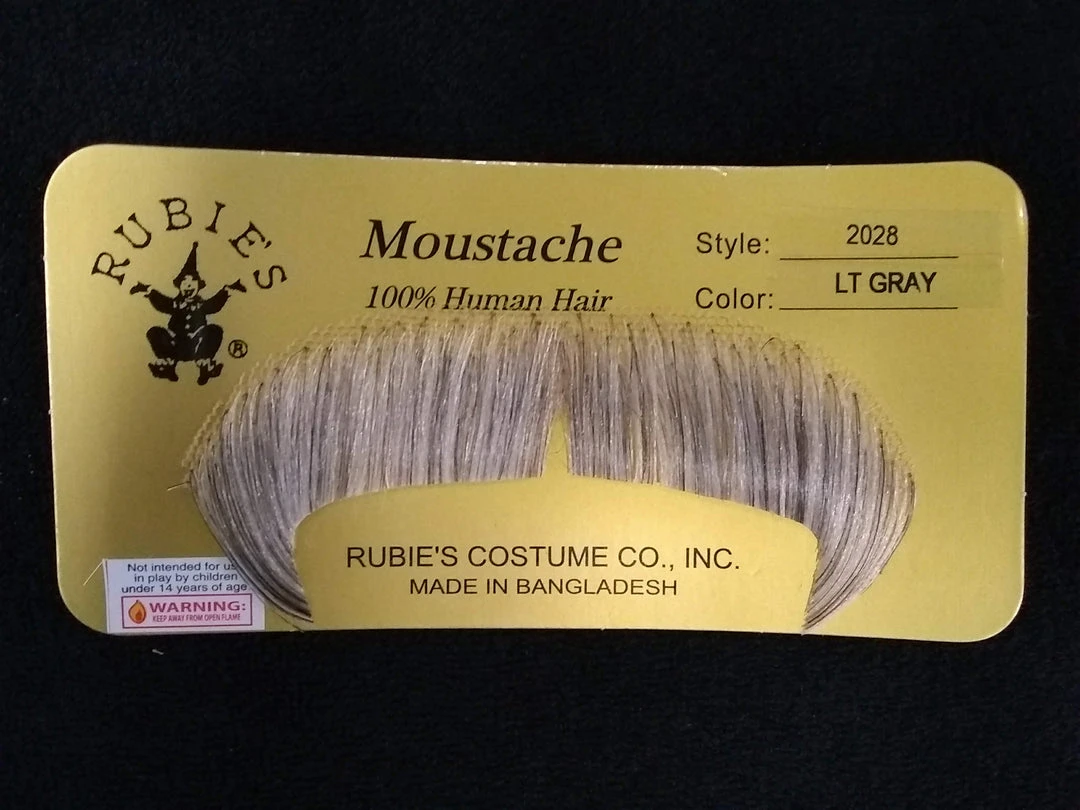 RUBIE'S
®
Moustache
100% Human Hair
Style: 2028
Color: LT GRAY
RUBIE'S COSTUME CO., INC.
MADE IN BANGLADESH
Not intended for us
in play by children
under 14 years of age
WARNING:
KEEP AWAY FROM OPEN FLAME